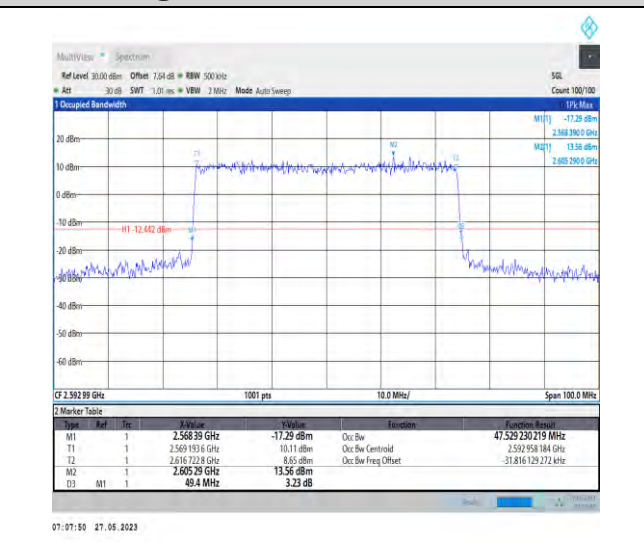 MultiView Spectrum
Ref Level 30.00 dBm Offset 7.64 dB RBW 500 kHz SGL
Att 30 dB SWT 1.01 ms VBW 2 MHz Mode Auto Sweep Count 100/100
1 Occupied Bandwidth 1Pk Max
M1[1] -17.29 dBm
2.568 390 0 GHz
M2[1] 13.56 dBm
2.605 290 0 GHz
20 dBm
M2
T1
T2
10 dBm
0 dBm
-10 dBm
H1 -12.442 dBm
M1
-20 dBm
-30 dBm
-40 dBm
-50 dBm
-60 dBm
CF 2.592 99 GHz 1001 pts 10.0 MHz/ Span 100.0 MHz
2 Marker Table
Type Ref Trc X-Value Y-Value Function Function Result
M1 1 2.568 39 GHz -17.29 dBm Occ Bw 47.529 230 219 MHz
T1 1 2.569 193 6 GHz 10.11 dBm Occ Bw Centroid 2.592 958 184 GHz
T2 1 2.616 722 8 GHz 8.65 dBm Occ Bw Freq Offset -31.816 129 272 kHz
M2 1 2.605 29 GHz 13.56 dBm
D3 M1 1 49.4 MHz 3.23 dB
07:07:50 27.05.2023